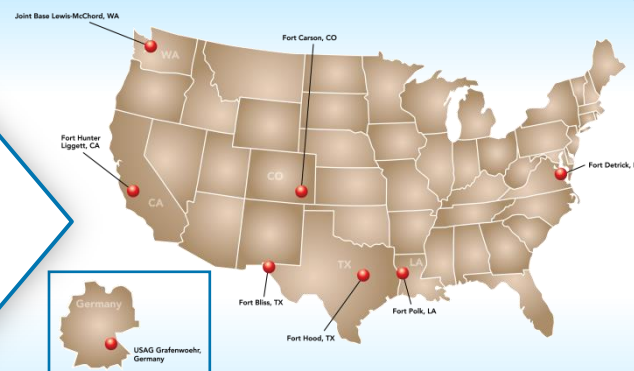 Joint Base Lewis-McChord, WA
WA
Fort Carson, CO
Fort Hunter
Liggett, CA
CA
CO
Fort Detrick,
TX
LA
Fort Bliss, TX
Fort Polk, LA
Fort Hood, TX
Germany
USAG Grafenwoehr,
Germany